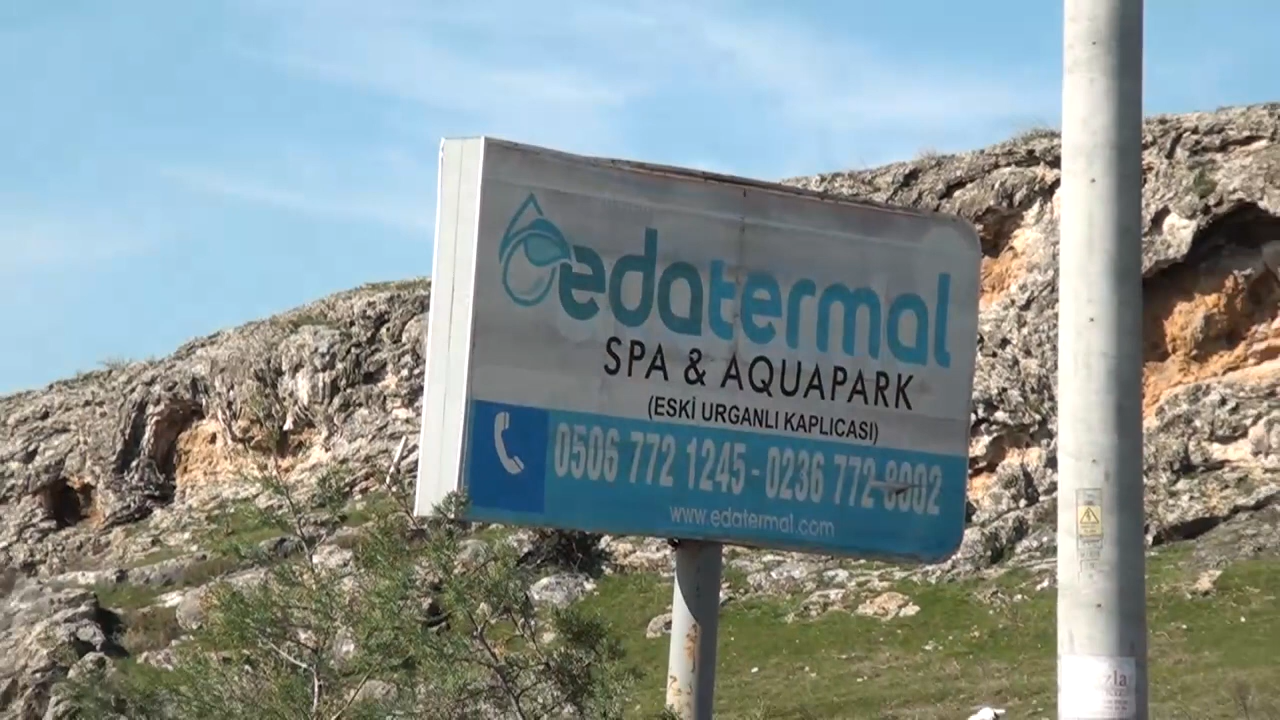 edatermal
SPA & AQUAPARK
(ESKİ URGANLI KAPLICASI)
0506 772 1245 - 0236 772 8002
www.edatermal.com